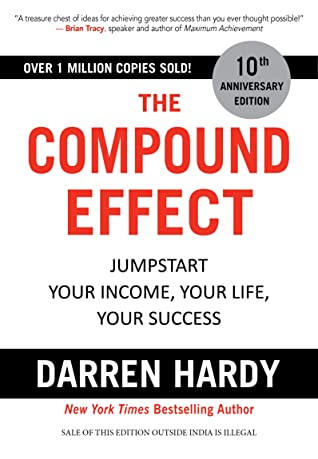 "A treasure chest of ideas for achieving greater success than you ever thought possible!"
— Brian Tracy, speaker and author of Maximum Achievement
OVER 1 MILLION COPIES SOLD!
10th
ANNIVERSARY
EDITION
THE
COMPOUND
EFFECT
JUMPSTART
YOUR INCOME, YOUR LIFE,
YOUR SUCCESS
DARREN HARDY
New York Times Bestselling Author
SALE OF THIS EDITION OUTSIDE INDIA IS ILLEGAL